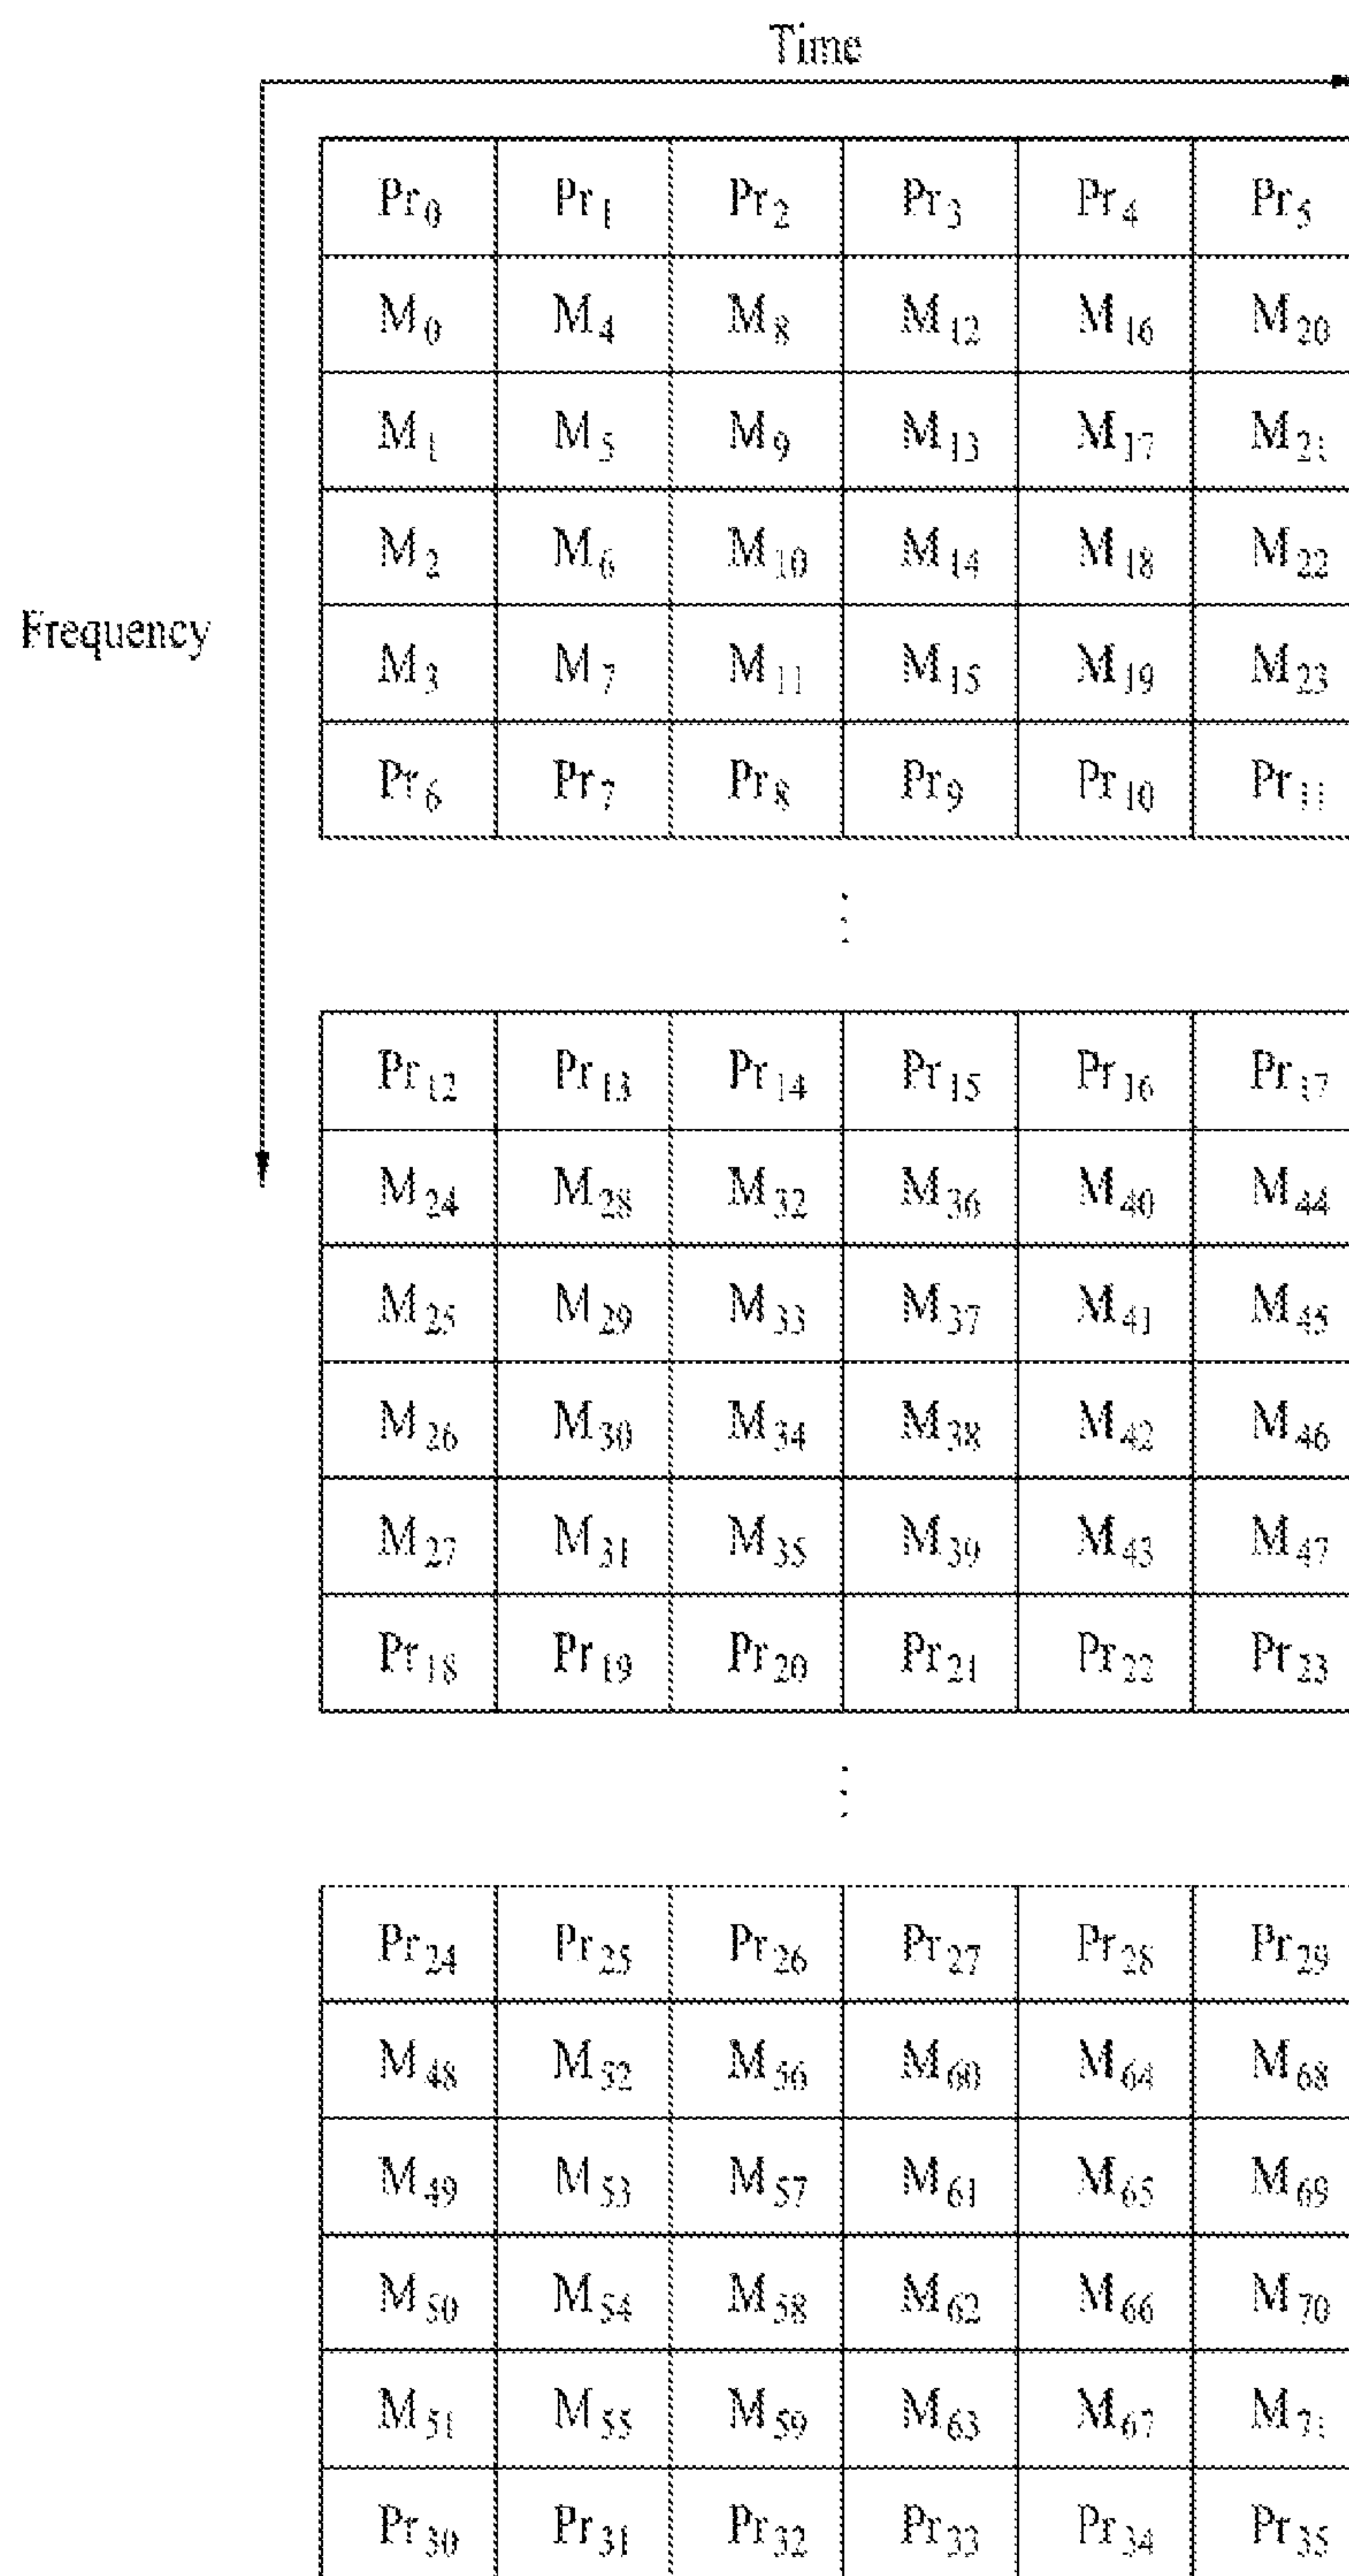 Time
Pr0 Pr1 Pr2 Pr3 Pr4 Pr5
M0 M4 M8 M12 M16 M20
M1 M5 M9 M13 M17 M21
M2 M6 M10 M14 M18 M22
Frequency
M3 M7 M11 M15 M19 M23
Pr6 Pr7 Pr8 Pr9 Pr10 Pr11
Pr12 Pr13 Pr14 Pr15 Pr16 Pr17
M24 M28 M32 M36 M40 M44
M25 M29 M33 M37 M41 M45
M26 M30 M34 M38 M42 M46
M27 M31 M35 M39 M43 M47
Pr18 Pr19 Pr20 Pr21 Pr22 Pr23
Pr24 Pr25 Pr26 Pr27 Pr28 Pr29
M48 M52 M56 M60 M64 M68
M49 M53 M57 M61 M65 M69
M50 M54 M58 M62 M66 M70
M51 M55 M59 M63 M67 M71
Pr30 Pr31 Pr32 Pr33 Pr34 Pr35